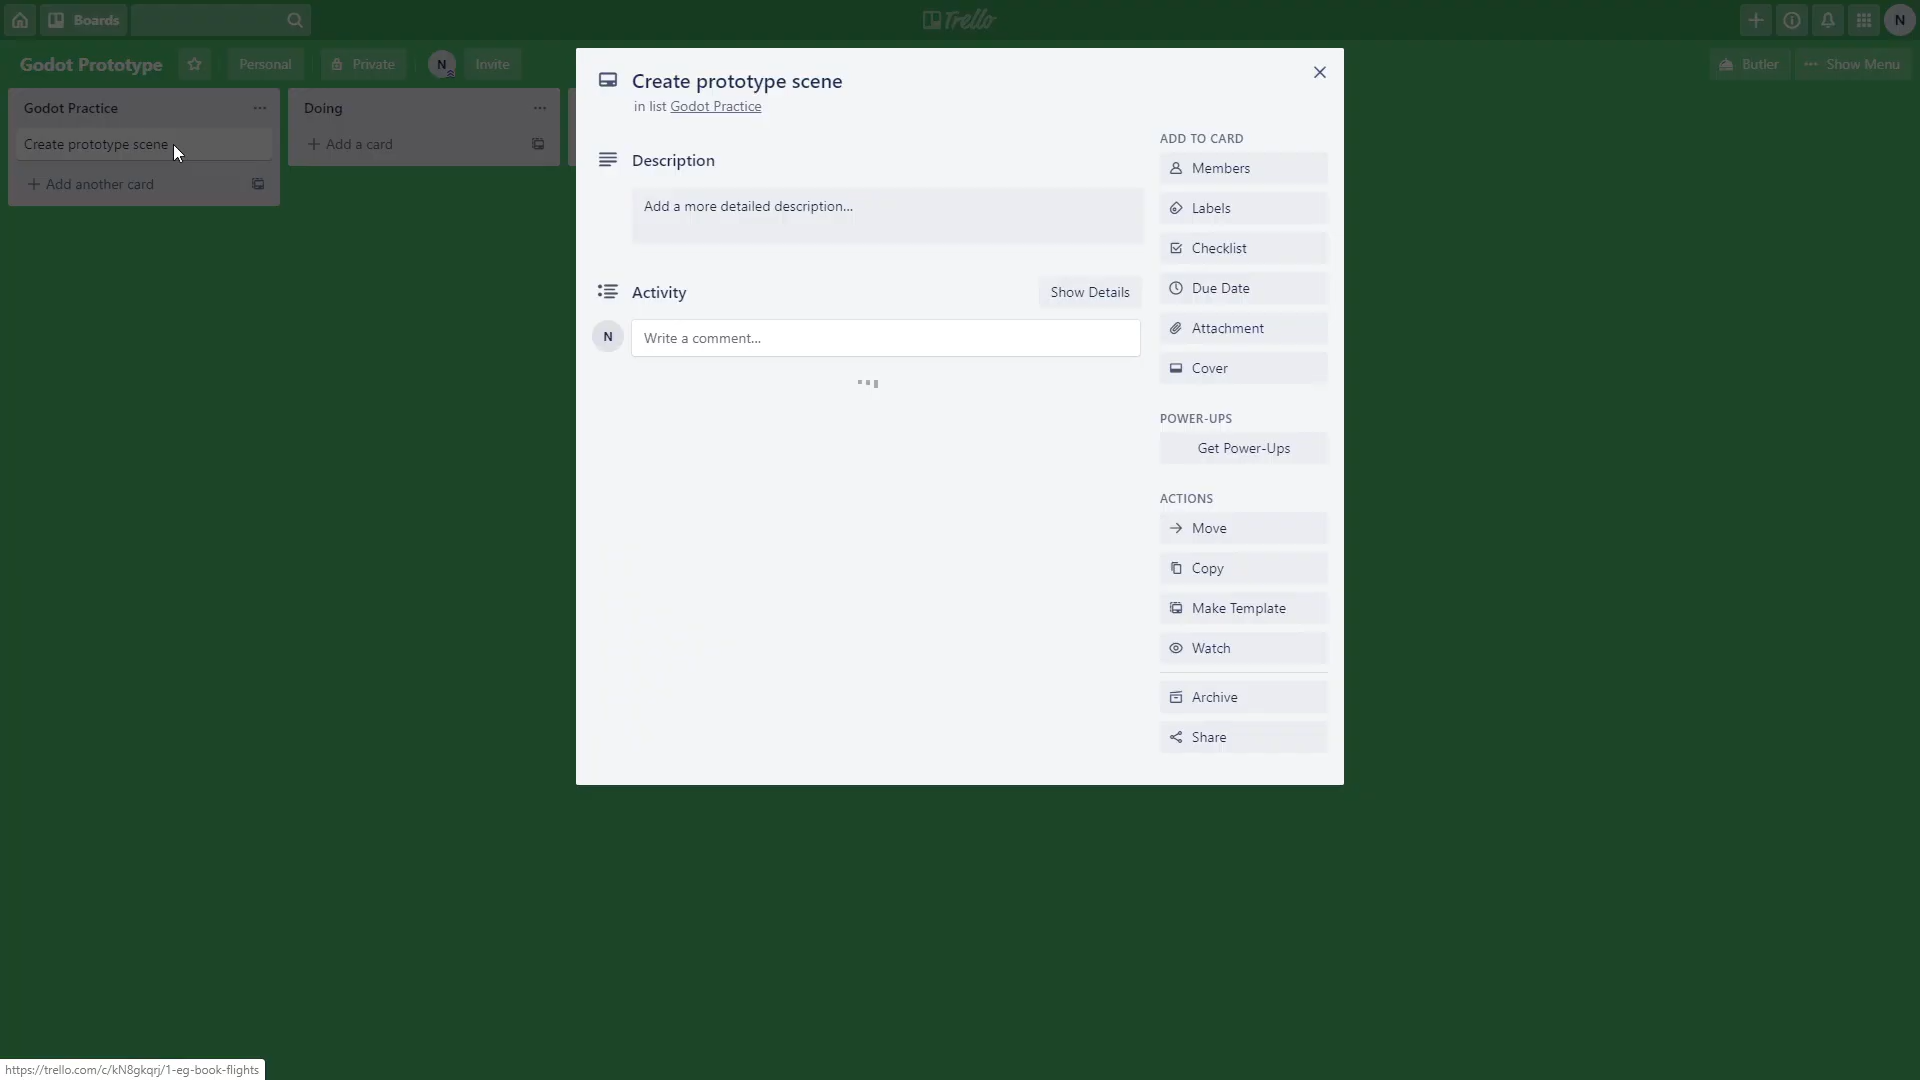 Boards
Trello
N
Godot Prototype
Personal
Private
N
Invite
Butler
Show Menu
Godot Practice
Create prototype scene
Add another card
Doing
Add a card
Create prototype scene
in list Godot Practice
Description
Add a more detailed description...
Activity
Show Details
N
Write a comment...
ADD TO CARD
Members
Labels
Checklist
Due Date
Attachment
Cover
POWER-UPS
Get Power-Ups
ACTIONS
Move
Copy
Make Template
Watch
Archive
Share
https://trello.com/c/kN8gkqrj/1-eg-book-flights